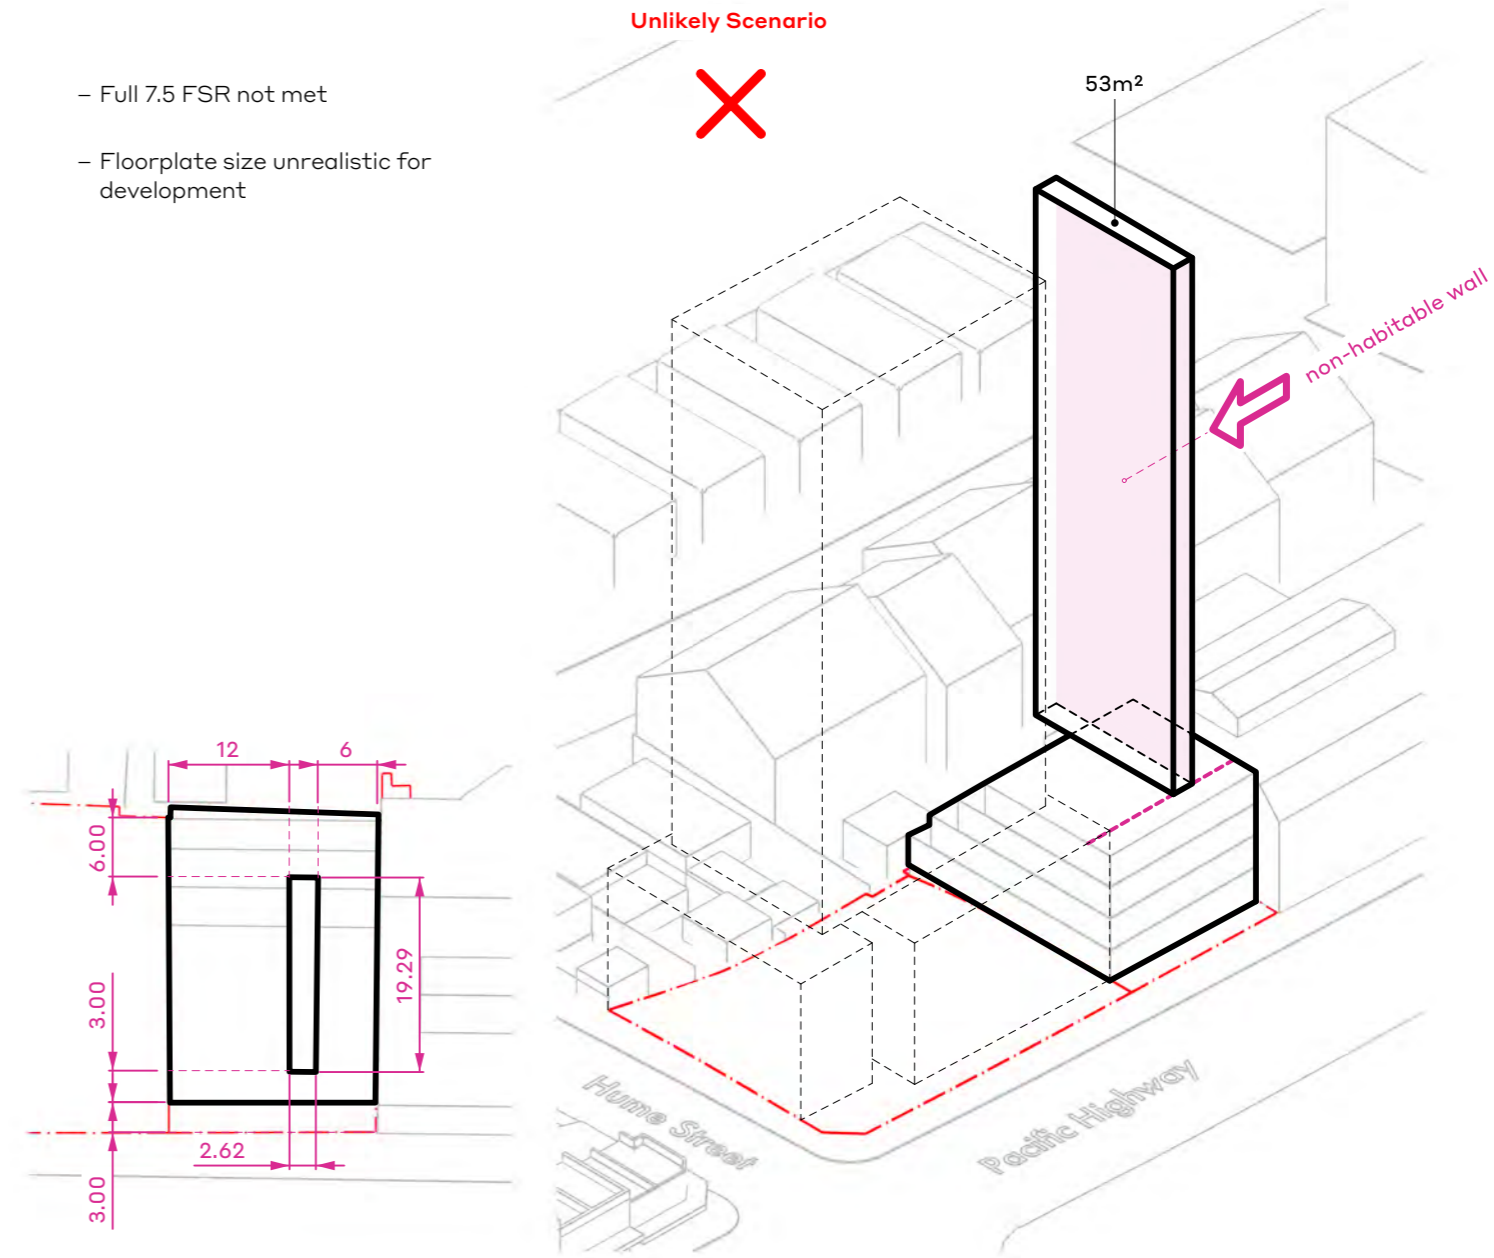 Unlikely Scenario
– Full 7.5 FSR not met
– Floorplate size unrealistic for
development
53m²
non-habitable wall
12
6
6.00
3.00
19.29
2.62
3.00
Hume Street
Pacific Highway